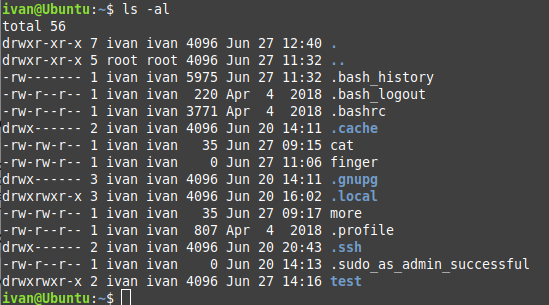 ivan@Ubuntu:~$ ls -al
total 56
drwxr-xr-x 7 ivan ivan 4096 Jun 27 12:40 .
drwxr-xr-x 5 root root 4096 Jun 27 11:32 ..
-rw------- 1 ivan ivan 5975 Jun 27 11:32 .bash_history
-rw-r--r-- 1 ivan ivan  220 Apr  4  2018 .bash_logout
-rw-r--r-- 1 ivan ivan 3771 Apr  4  2018 .bashrc
drwx------ 2 ivan ivan 4096 Jun 20 14:11 .cache
-rw-rw-r-- 1 ivan ivan   35 Jun 27 09:15 cat
-rw-rw-r-- 1 ivan ivan    0 Jun 27 11:06 finger
drwx------ 3 ivan ivan 4096 Jun 20 14:11 .gnupg
drwxrwxr-x 3 ivan ivan 4096 Jun 20 16:02 .local
-rw-rw-r-- 1 ivan ivan   35 Jun 27 09:17 more
-rw-r--r-- 1 ivan ivan  807 Apr  4  2018 .profile
drwx------ 2 ivan ivan 4096 Jun 20 20:43 .ssh
-rw-r--r-- 1 ivan ivan    0 Jun 20 14:13 .sudo_as_admin_successful
drwxrwxr-x 2 ivan ivan 4096 Jun 27 14:16 test
ivan@Ubuntu:~$